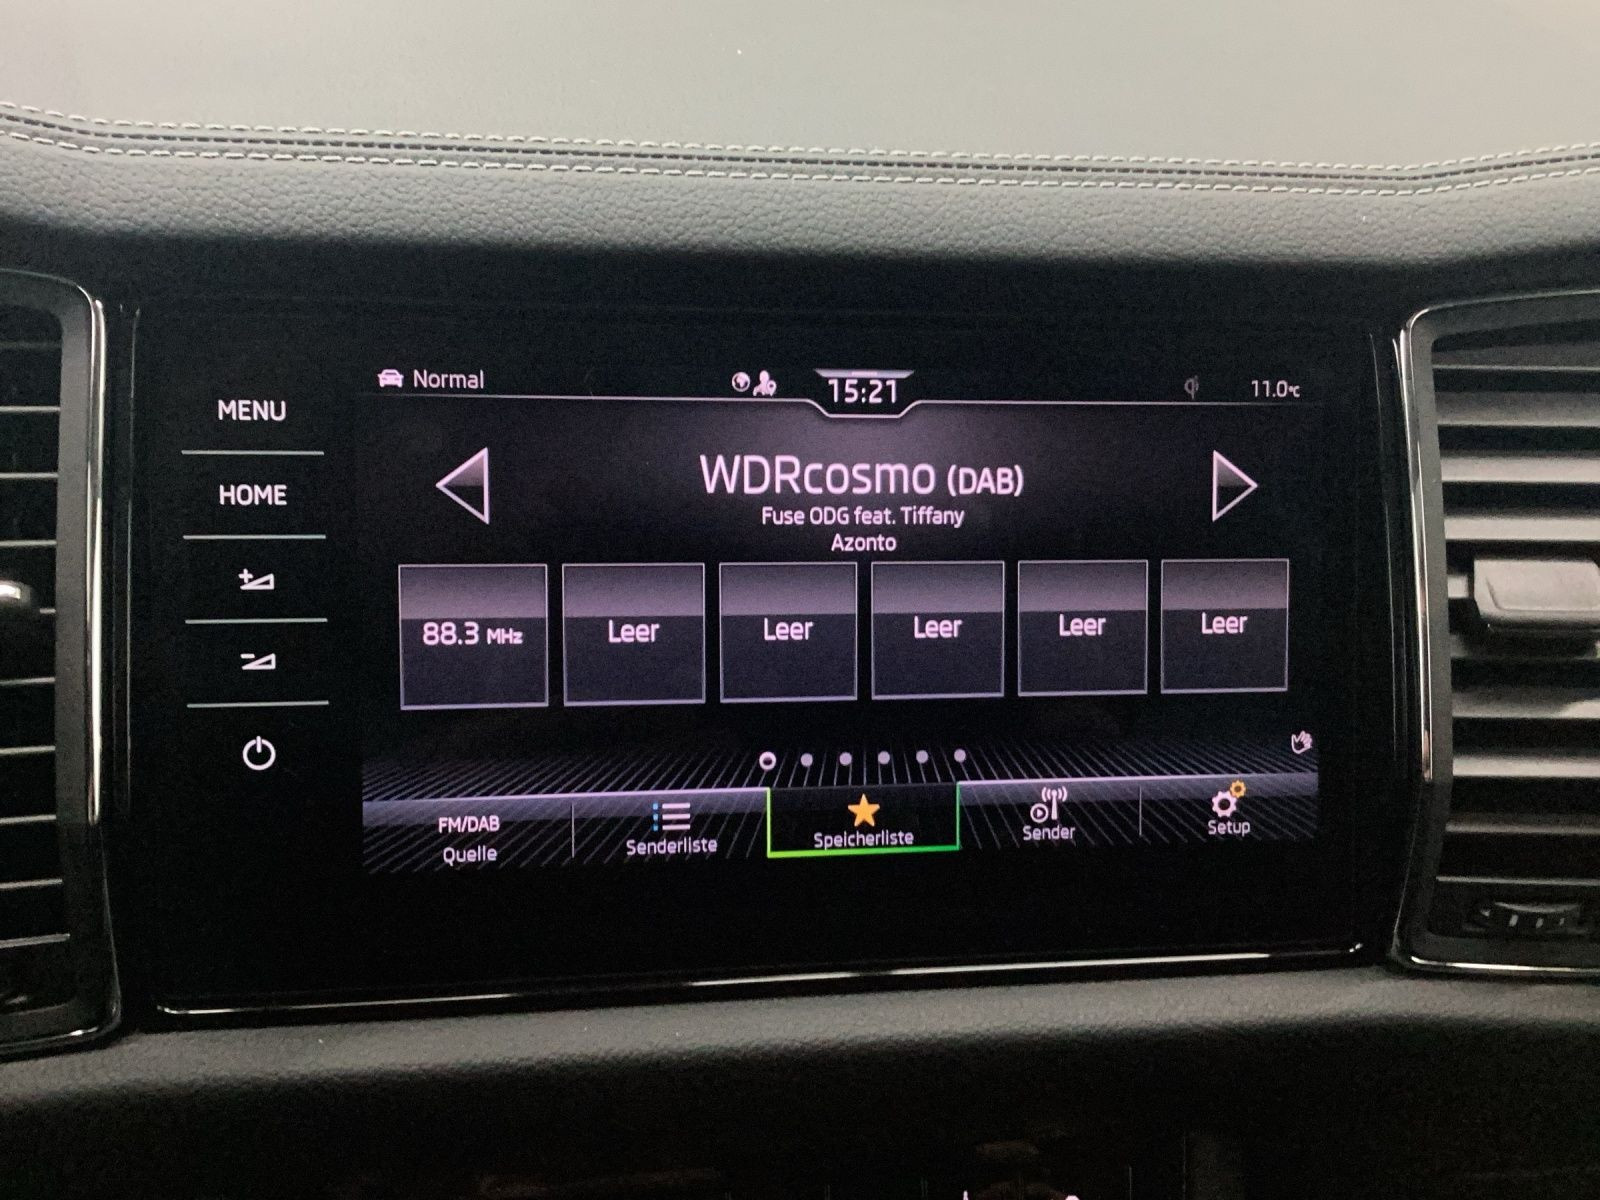 Normal
15:21
11.0°C
MENU
HOME
WDRcosmo (DAB)
Fuse ODG feat. Tiffany
Azonto
88.3 MHz
Leer
Leer
Leer
Leer
Leer
FM/DAB
Quelle
Senderliste
Speicherliste
Sender
Setup